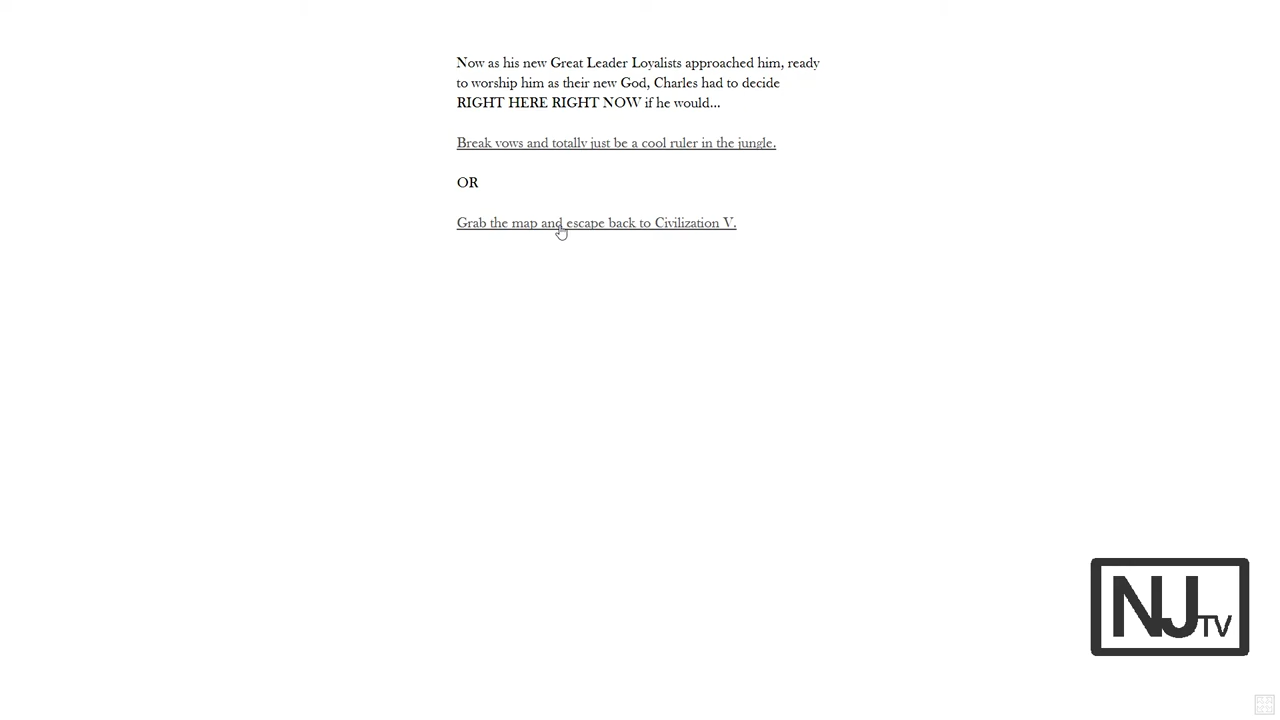 Now as his new Great Leader Loyalists approached him, ready
to worship him as their new God, Charles had to decide
RIGHT HERE RIGHT NOW if he would...
Break vows and totally just be a cool ruler in the jungle.
OR
Grab the map and escape back to Civilization V.
NJTV